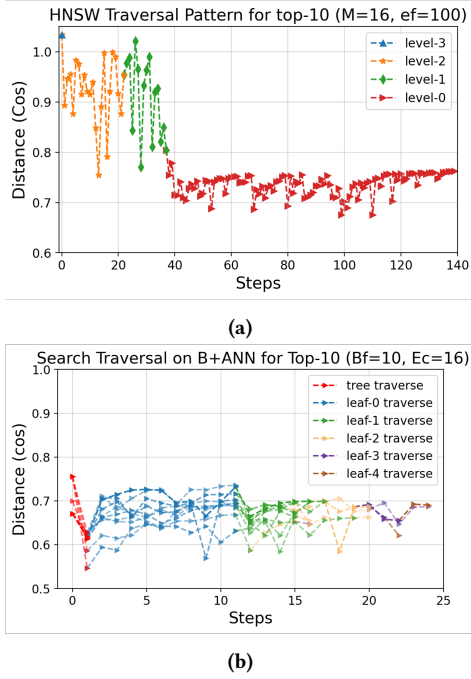 HNSW Traversal Pattern for top-10 (M=16, ef=100)
1.0
0.9
0.8
0.7
0.6
Distance (Cos)
level-3
level-2
level-1
level-0
0 20 40 60 80 100 120 140
Steps
(a)
Search Traversal on B+ANN for Top-10 (Bf=10, Ec=16)
1.0
0.9
0.8
0.7
0.6
0.5
Distance (cos)
tree traverse
leaf-0 traverse
leaf-1 traverse
leaf-2 traverse
leaf-3 traverse
leaf-4 traverse
0 5 10 15 20 25
Steps
(b)